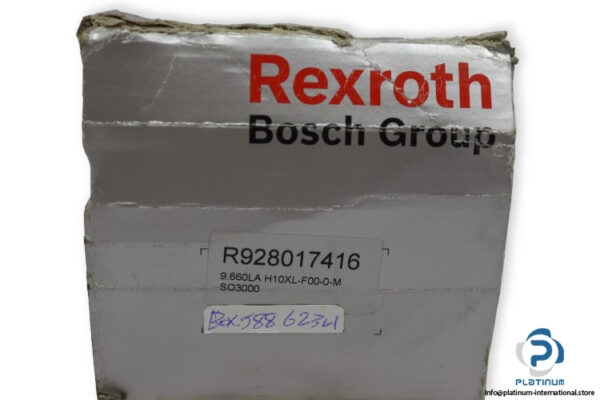 Rexroth
Bosch Group
R928017416
9.660LA H10XL-F00-0-M
SO3000
Box.588 6234
PLATINUM
info@platinum-international.store